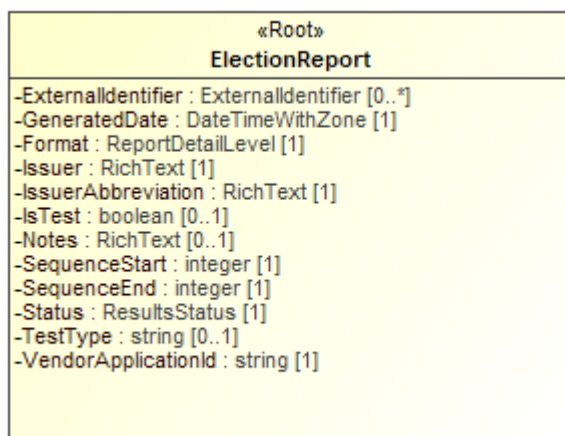 «Root»
ElectionReport
-ExternalIdentifier : ExternalIdentifier [0..*]
-GeneratedDate : DateTimeWithZone [1]
-Format : ReportDetailLevel [1]
-Issuer : RichText [1]
-IssuerAbbreviation : RichText [1]
-IsTest : boolean [0..1]
-Notes : RichText [0..1]
-SequenceStart : integer [1]
-SequenceEnd : integer [1]
-Status : ResultsStatus [1]
-TestType : string [0..1]
-VendorApplicationId : string [1]